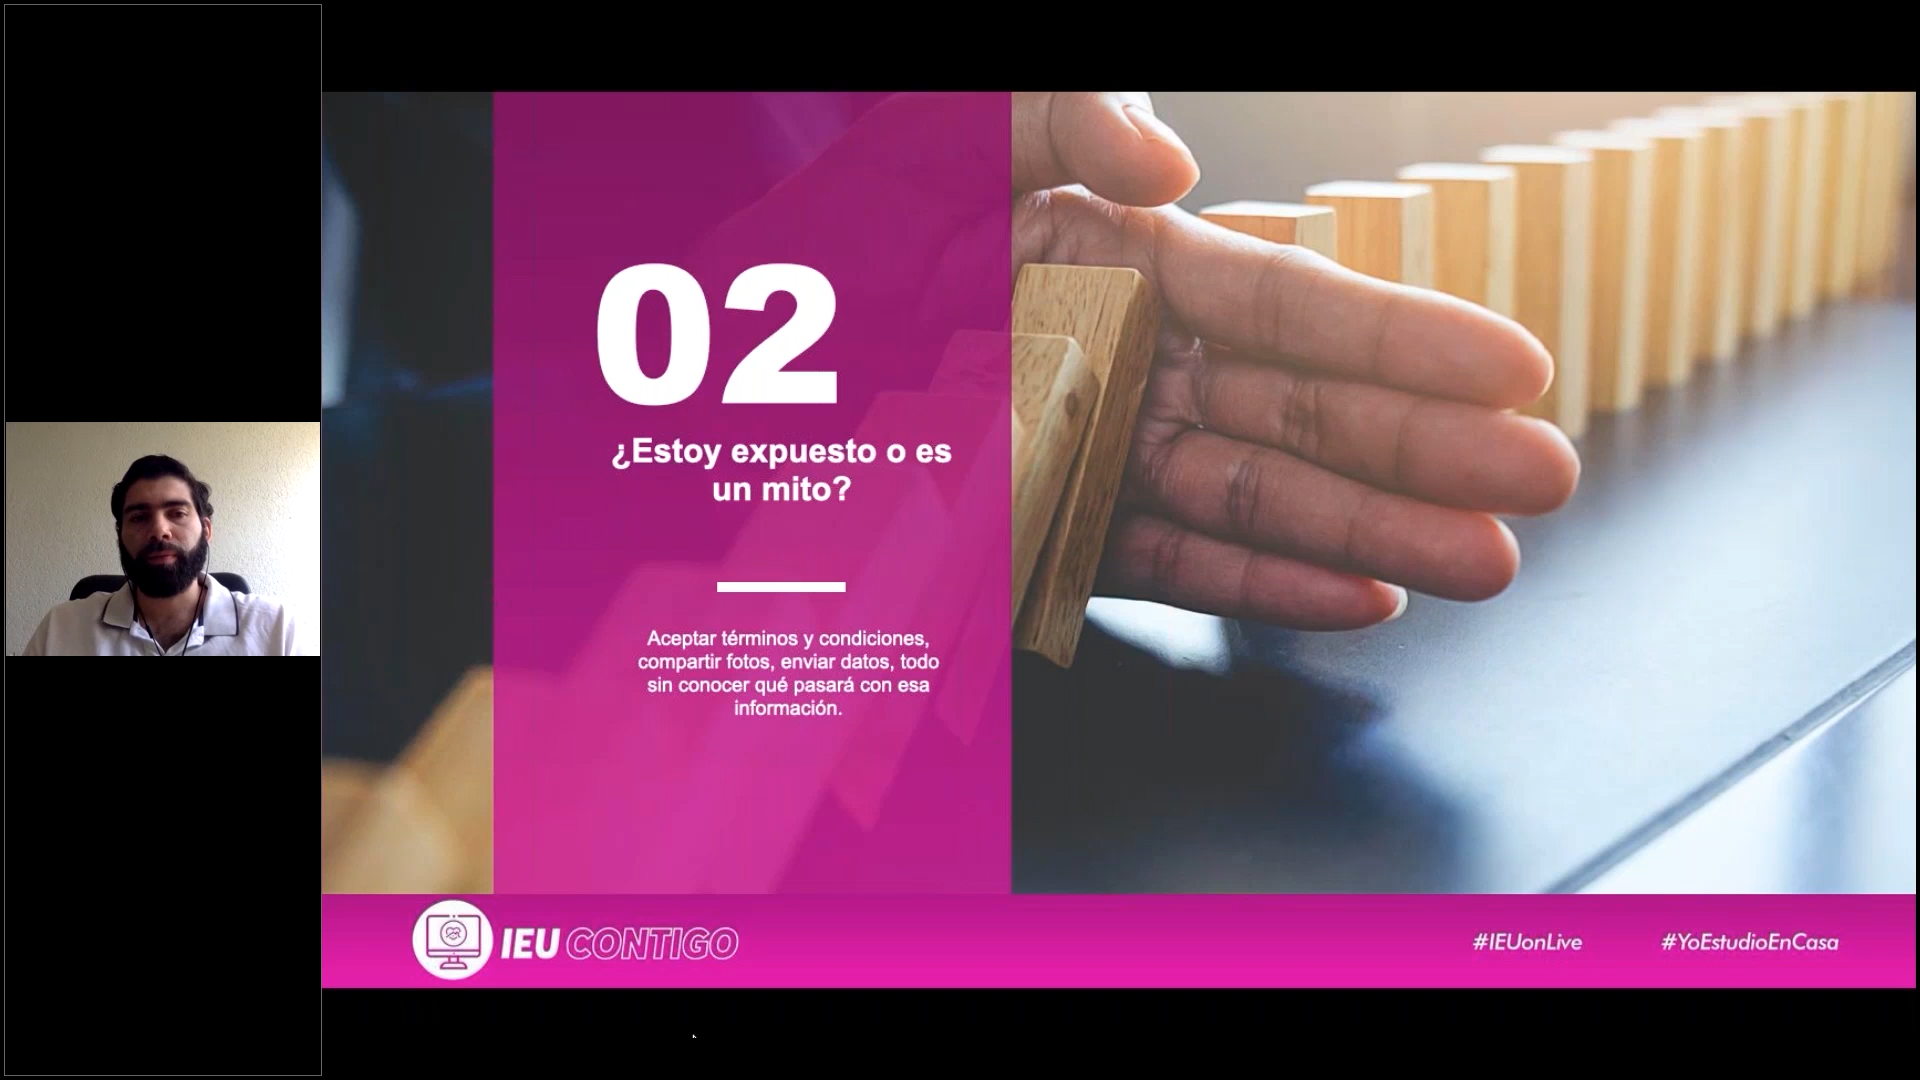 02
¿Estoy expuesto o es
un mito?
Aceptar términos y condiciones,
compartir fotos, enviar datos, todo
sin conocer qué pasará con esa
información.
IEU CONTIGO
#IEUonLive
#YoEstudioEnCasa